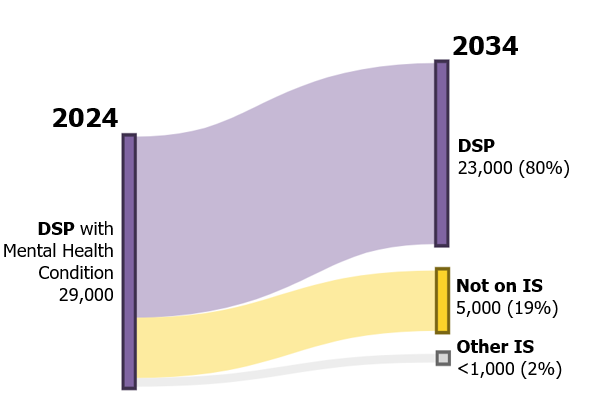 2024
DSP with
Mental Health
Condition
29,000
2034
DSP
23,000 (80%)
Not on IS
5,000 (19%)
Other IS
<1,000 (2%)